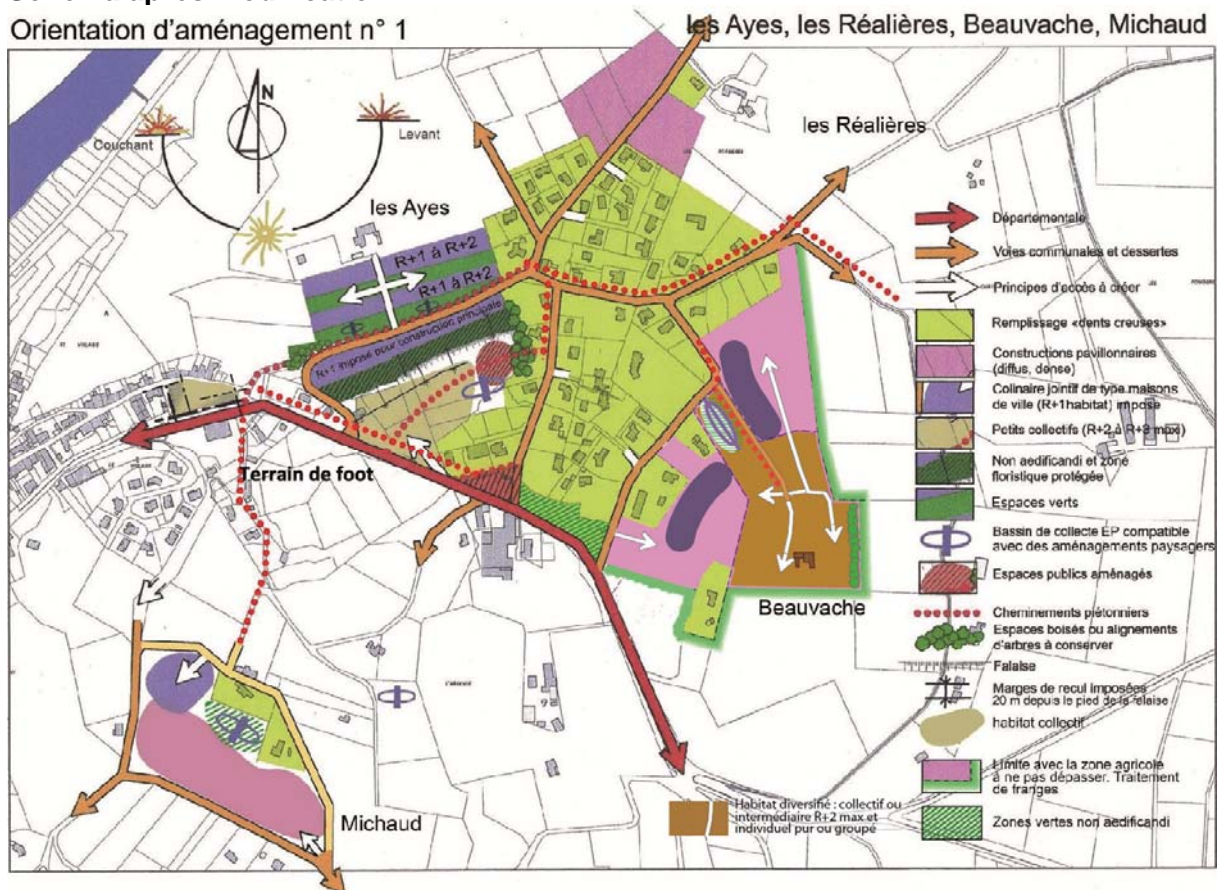 Orientation d'aménagement n° 1
les Ayes, les Réalières, Beauvache, Michaud
N
Couchant
Levant
les Réalières
les Ayes
R+1 à R+2
R+1 à R+2
R+1 imposé pour construction principale
Terrain de foot
Beauvache
Michaud
Départementale
Voies communales et dessertes
Principes d'accès à créer
Remplissage «dents creuses»
Constructions pavillonnaires
(diffus, dense)
Colinaire jointif de type maisons
de ville (R+1habitat) imposé
Petits collectifs (R+2 à R+3 max)
Non aedificandi et zone
floristique protégée
Espaces verts
Bassin de collecte EP compatible
avec des aménagements paysagers
Espaces publics aménagés
Cheminements piétonniers
Espaces boisés ou alignements
d'arbres à conserver
Falaise
Marges de recul imposées
20 m depuis le pied de la falaise
habitat collectif
Limite avec la zone agricole
à ne pas dépasser. Traitement
de franges
Zones vertes non aedificandi
Habitat diversifié : collectif ou
intermédiaire R+2 max et
individuel pur ou groupé